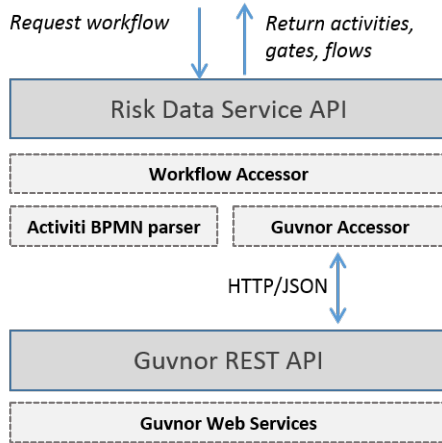 Request workflow
Return activities,
gates, flows
Risk Data Service API
Workflow Accessor
Activiti BPMN parser
Guvnor Accessor
HTTP/JSON
Guvnor REST API
Guvnor Web Services